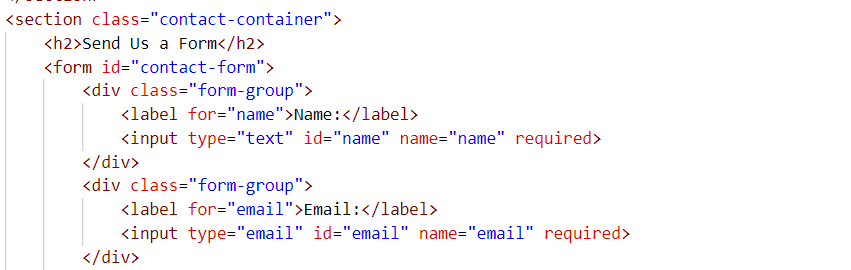 <section class="contact-container">
<h2>Send Us a Form</h2>
<form id="contact-form">
<div class="form-group">
<label for="name">Name:</label>
<input type="text" id="name" name="name" required>
</div>
<div class="form-group">
<label for="email">Email:</label>
<input type="email" id="email" name="email" required>
</div>